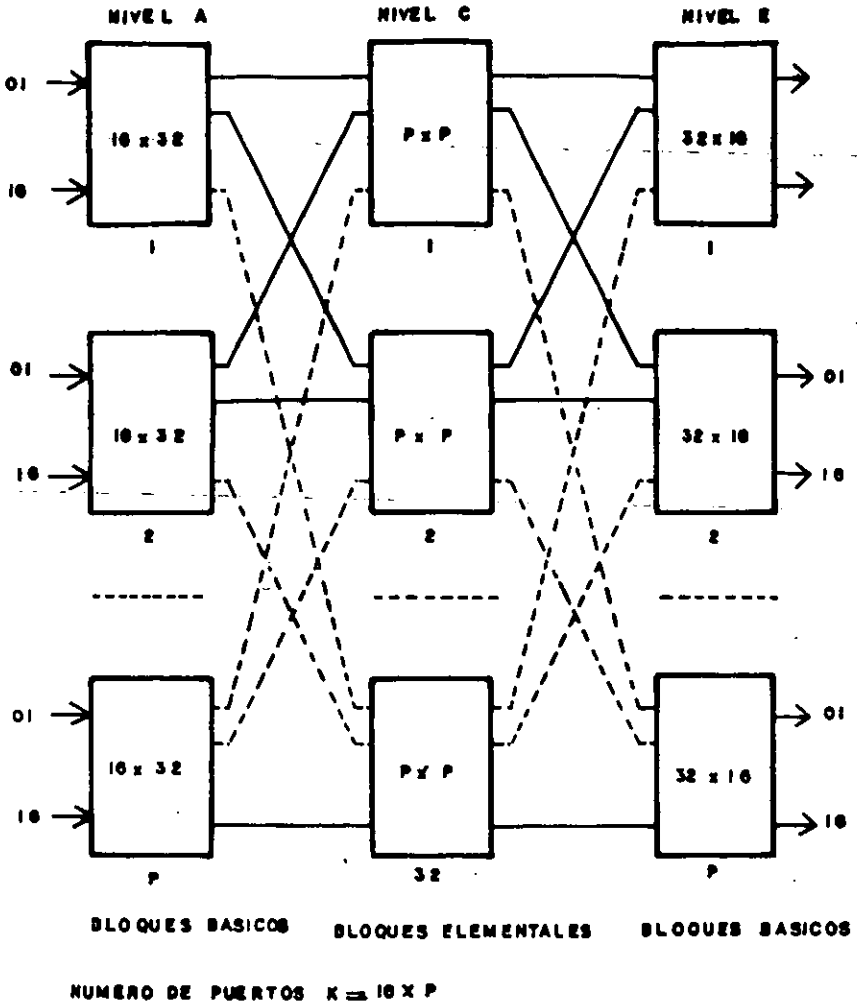 NIVEL A NIVEL C NIVEL E
01
16 x 32 P x P 32 x 16
16
1 1 1
01 01
16 x 32 P x P 32 x 16
16 16
2 2 2
01 01
16 x 32 P x P 32 x 16
16 16
P 32 P
BLOQUES BASICOS BLOQUES ELEMENTALES BLOQUES BASICOS
NUMERO DE PUERTOS K = 16 X P